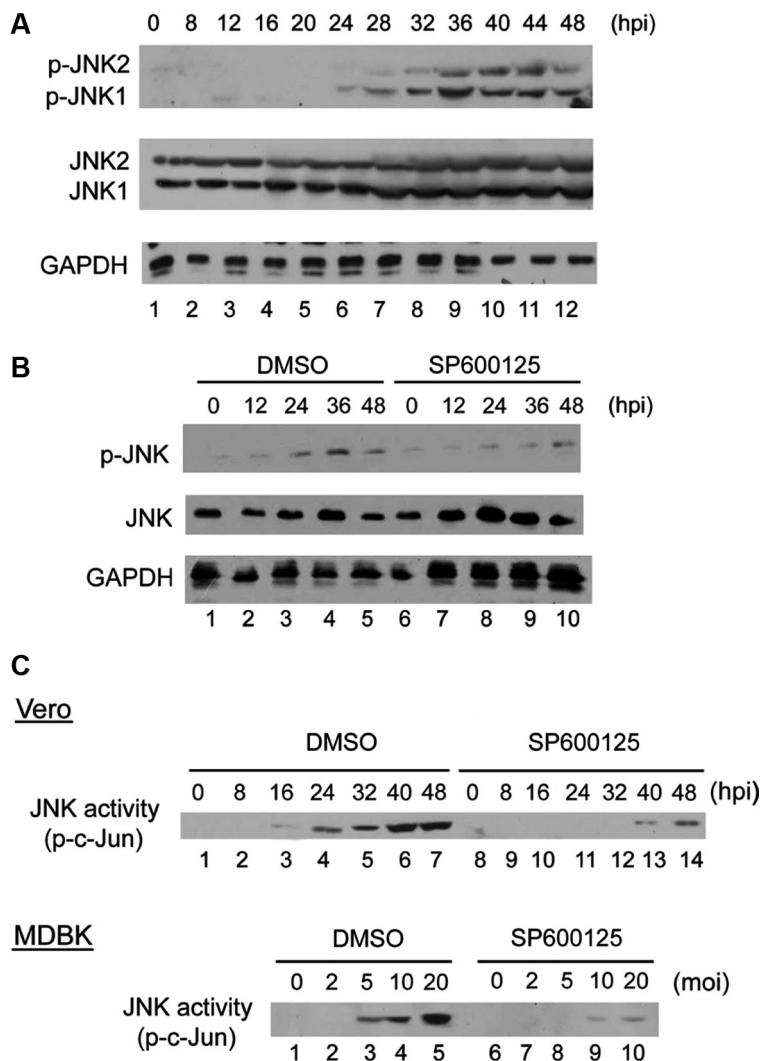 A
0 8 12 16 20 24 28 32 36 40 44 48 (hpi)
p-JNK2
p-JNK1
JNK2
JNK1
GAPDH
1 2 3 4 5 6 7 8 9 10 11 12
B
DMSO SP600125
0 12 24 36 48 0 12 24 36 48 (hpi)
p-JNK
JNK
GAPDH
1 2 3 4 5 6 7 8 9 10
C
Vero
DMSO SP600125
0 8 16 24 32 40 48 0 8 16 24 32 40 48 (hpi)
JNK activity
(p-c-Jun)
1 2 3 4 5 6 7 8 9 10 11 12 13 14
MDBK
DMSO SP600125
0 2 5 10 20 0 2 5 10 20 (moi)
JNK activity
(p-c-Jun)
1 2 3 4 5 6 7 8 9 10